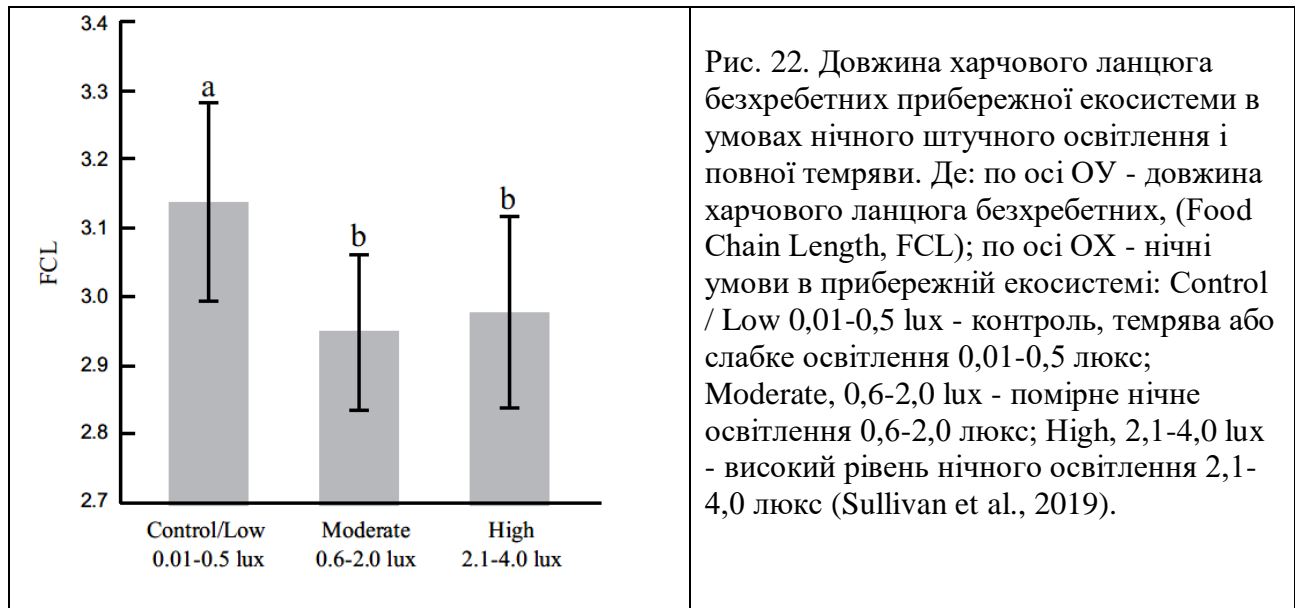 3.4
3.3
3.2
3.1
3.0
2.9
2.8
2.7
FCL
a
b
b
Control/Low
0.01-0.5 lux
Moderate
0.6-2.0 lux
High
2.1-4.0 lux
Рис. 22. Довжина харчового ланцюга
безхребетних прибережної екосистеми в
умовах нічного штучного освітлення і
повної темряви. Де: по осі ОУ - довжина
харчового ланцюга безхребетних, (Food
Chain Length, FCL); по осі ОХ - нічні
умови в прибережній екосистемі: Control
/ Low 0,01-0,5 lux - контроль, темрява або
слабке освітлення 0,01-0,5 люкс;
Moderate, 0,6-2,0 lux - помірне нічне
освітлення 0,6-2,0 люкс; High, 2,1-4,0 lux
- високий рівень нічного освітлення 2,1-
4,0 люкс (Sullivan et al., 2019).